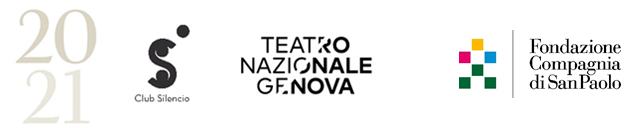 20
21
Club Silencio
TEATRO
NAZIONALE
GENOVA
Fondazione
Compagnia
di San Paolo